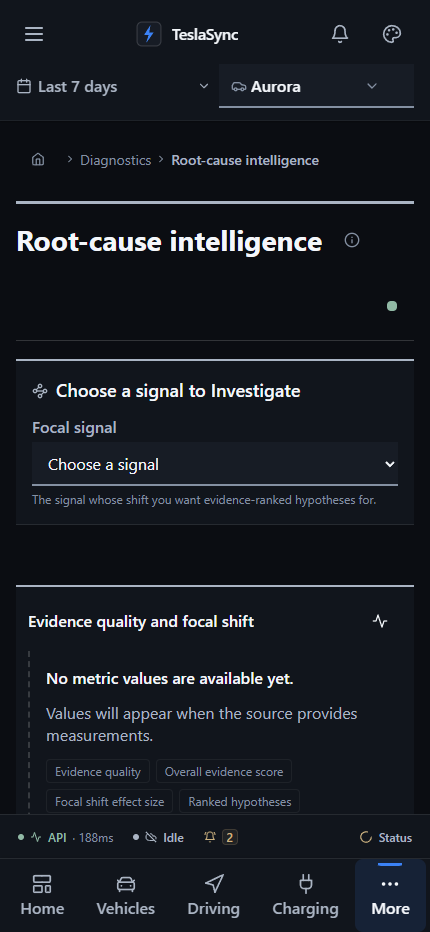 TeslaSync
Last 7 days
Aurora
Diagnostics
Root-cause intelligence
Root-cause intelligence
Choose a signal to Investigate
Focal signal
Choose a signal
The signal whose shift you want evidence-ranked hypotheses for.
Evidence quality and focal shift
No metric values are available yet.
Values will appear when the source provides
measurements.
Evidence quality
Overall evidence score
Focal shift effect size
Ranked hypotheses
API · 188ms
Idle
2
Status
Home
Vehicles
Driving
Charging
More